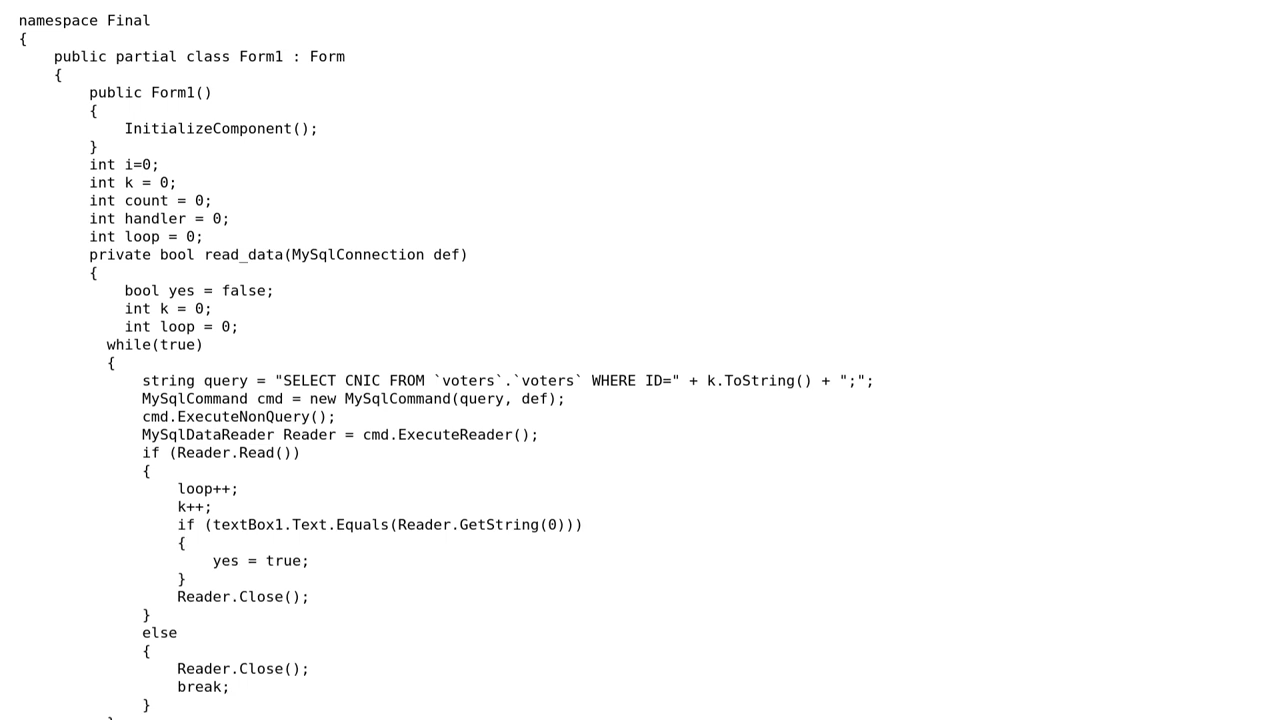 namespace Final
{
    public partial class Form1 : Form
    {
        public Form1()
        {
            InitializeComponent();
        }
        int i=0;
        int k = 0;
        int count = 0;
        int handler = 0;
        int loop = 0;
        private bool read_data(MySqlConnection def)
        {
            bool yes = false;
            int k = 0;
            int loop = 0;
          while(true)
          {
              string query = "SELECT CNIC FROM `voters`.`voters` WHERE ID=" + k.ToString() + ";";
              MySqlCommand cmd = new MySqlCommand(query, def);
              cmd.ExecuteNonQuery();
              MySqlDataReader Reader = cmd.ExecuteReader();
              if (Reader.Read())
              {
                  loop++;
                  k++;
                  if (textBox1.Text.Equals(Reader.GetString(0)))
                  {
                      yes = true;
                  }
                  Reader.Close();
              }
              else
              {
                  Reader.Close();
                  break;
              }
          }